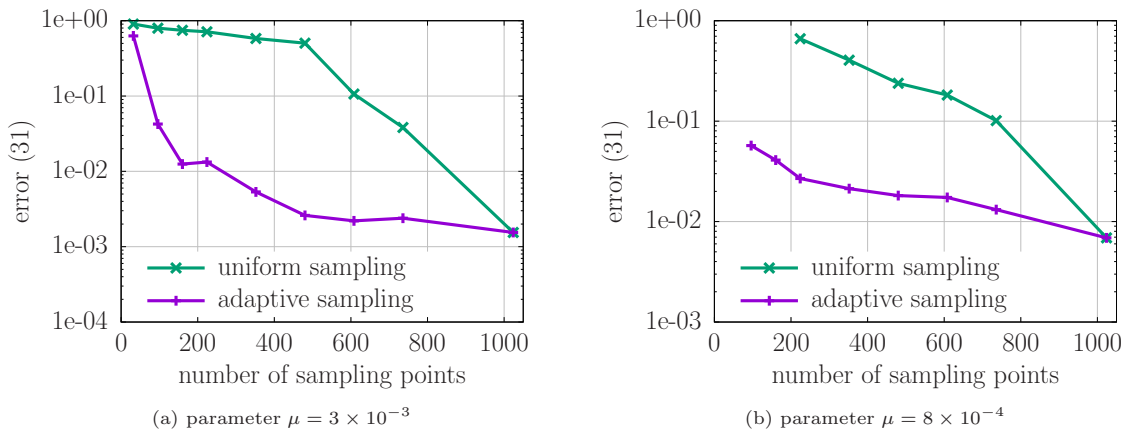 1e+00
1e-01
1e-02
1e-03
1e-04
error (31)
uniform sampling
adaptive sampling
0 200 400 600 800 1000
number of sampling points
(a) parameter μ = 3 × 10⁻³
1e+00
1e-01
1e-02
1e-03
error (31)
uniform sampling
adaptive sampling
0 200 400 600 800 1000
number of sampling points
(b) parameter μ = 8 × 10⁻⁴